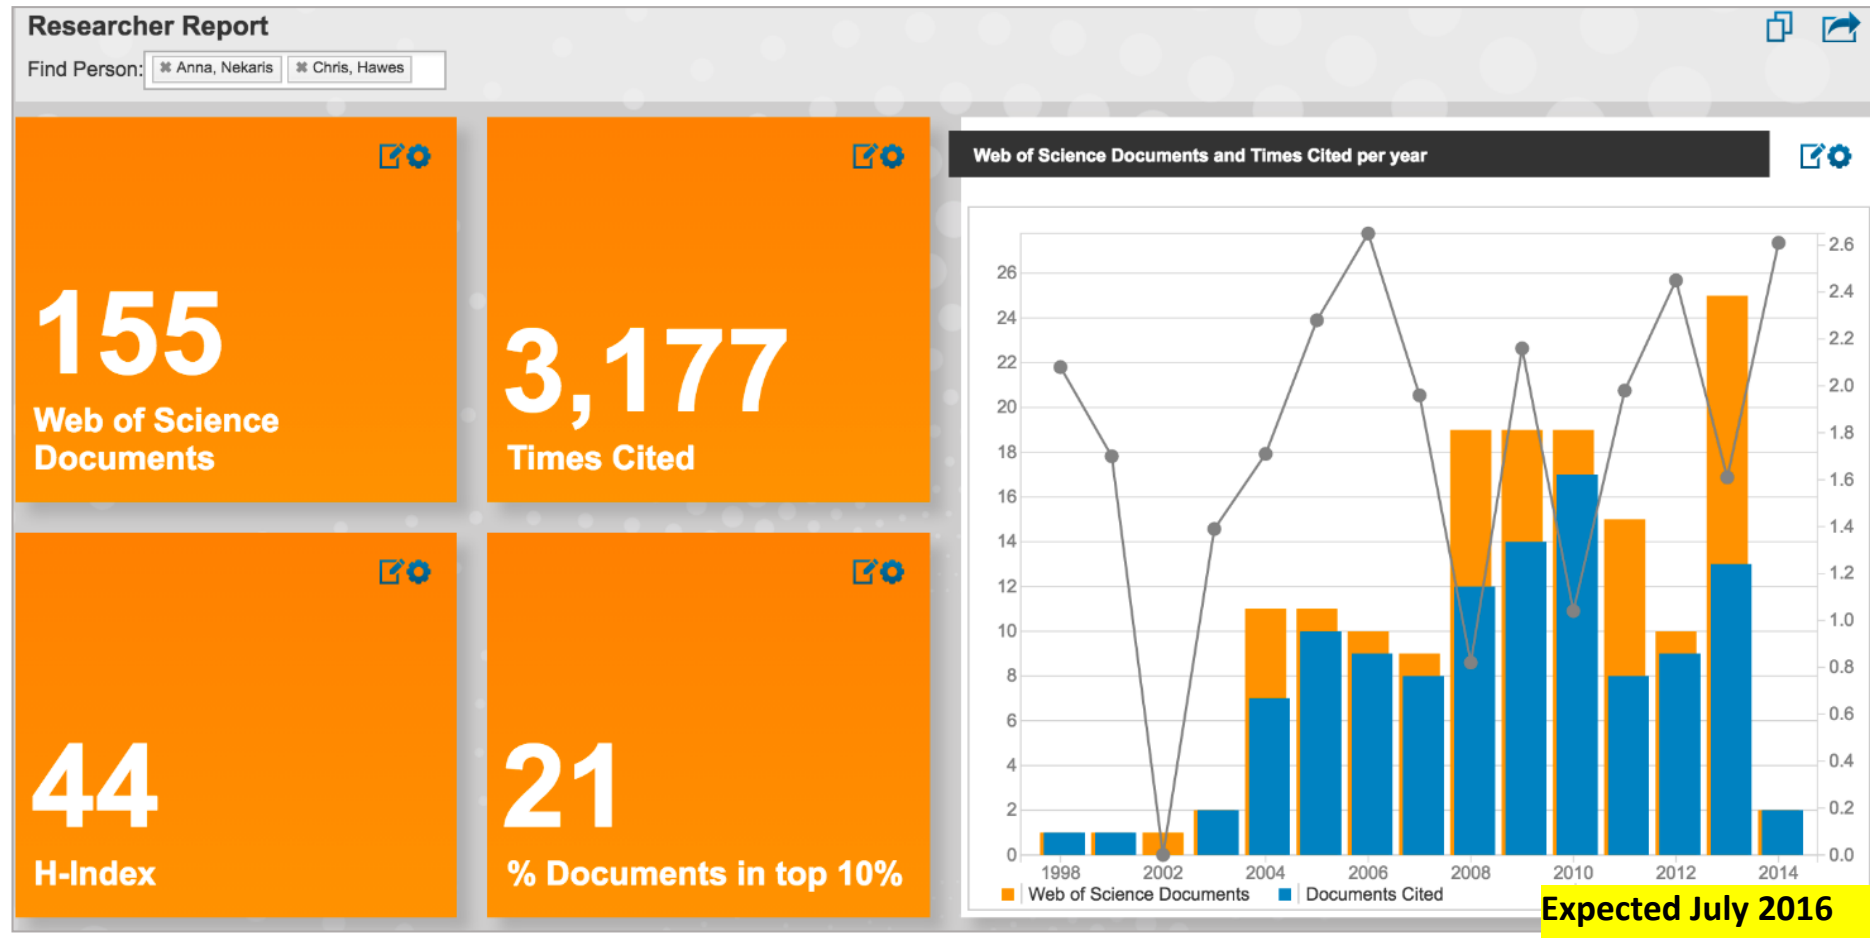 Researcher Report
Find Person: ✖ Anna, Nekaris ✖ Chris, Hawes
155
Web of Science
Documents
3,177
Times Cited
44
H-Index
21
% Documents in top 10%
Web of Science Documents and Times Cited per year
26
24
22
20
18
16
14
12
10
8
6
4
2
0
2.6
2.4
2.2
2.0
1.8
1.6
1.4
1.2
1.0
0.8
0.6
0.4
0.2
0.0
1998 2002 2004 2006 2008 2010 2012 2014
Web of Science Documents Documents Cited
Expected July 2016